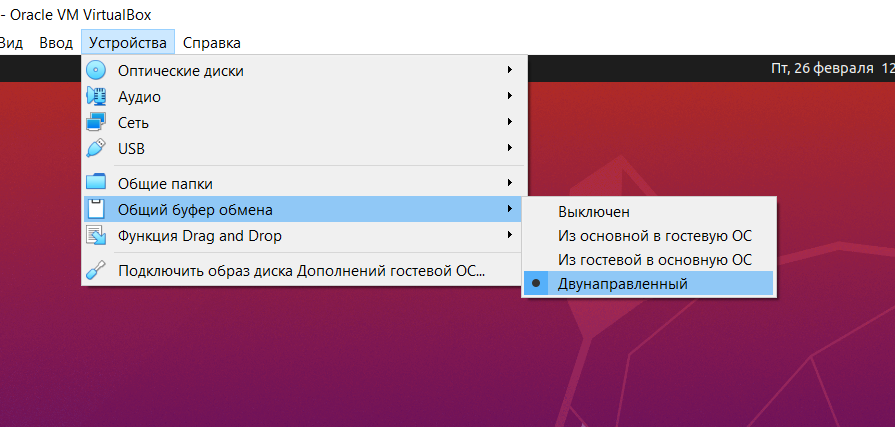 - Oracle VM VirtualBox
Вид Ввод Устройства Справка
Пт, 26 февраля 12
Оптические диски
Аудио
Сеть
USB
Общие папки
Общий буфер обмена
Функция Drag and Drop
Подключить образ диска Дополнений гостевой ОС...
Выключен
Из основной в гостевую ОС
Из гостевой в основную ОС
Двунаправленный